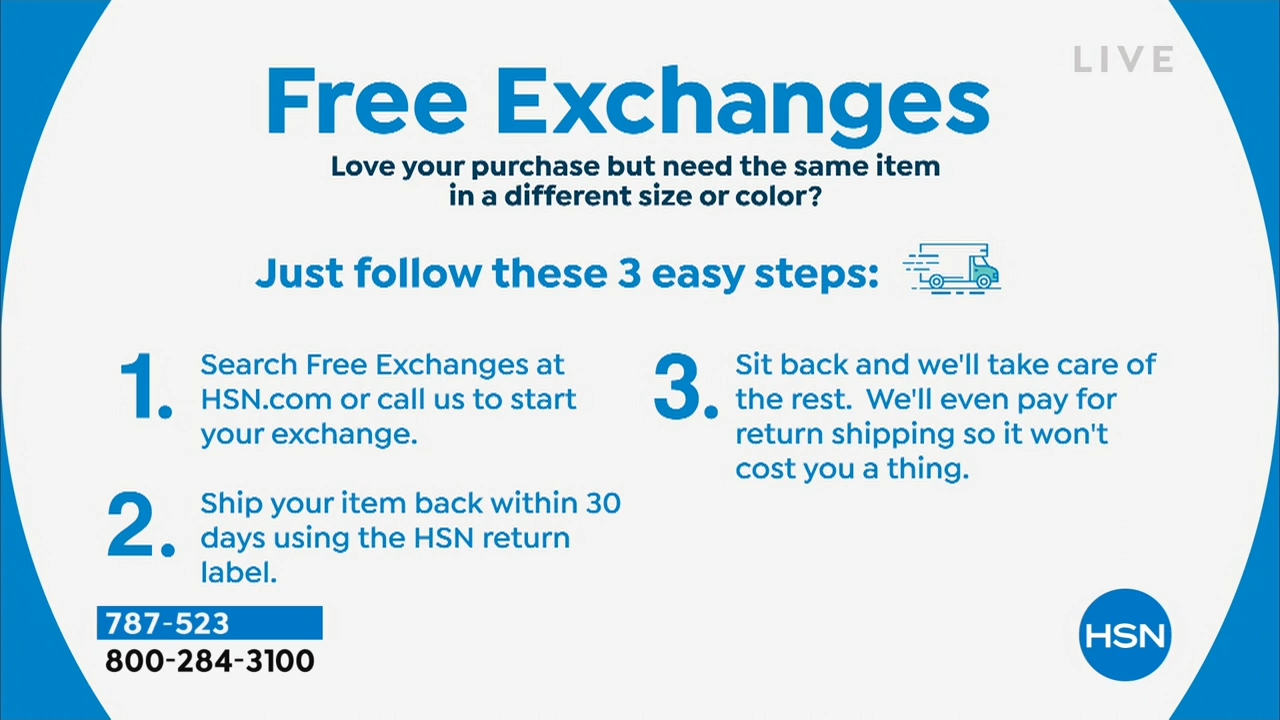 LIVE
Free Exchanges
Love your purchase but need the same item
in a different size or color?
Just follow these 3 easy steps:
1. Search Free Exchanges at
HSN.com or call us to start
your exchange.
2. Ship your item back within 30
days using the HSN return
label.
3. Sit back and we'll take care of
the rest.  We'll even pay for
return shipping so it won't
cost you a thing.
787-523
800-284-3100
HSN